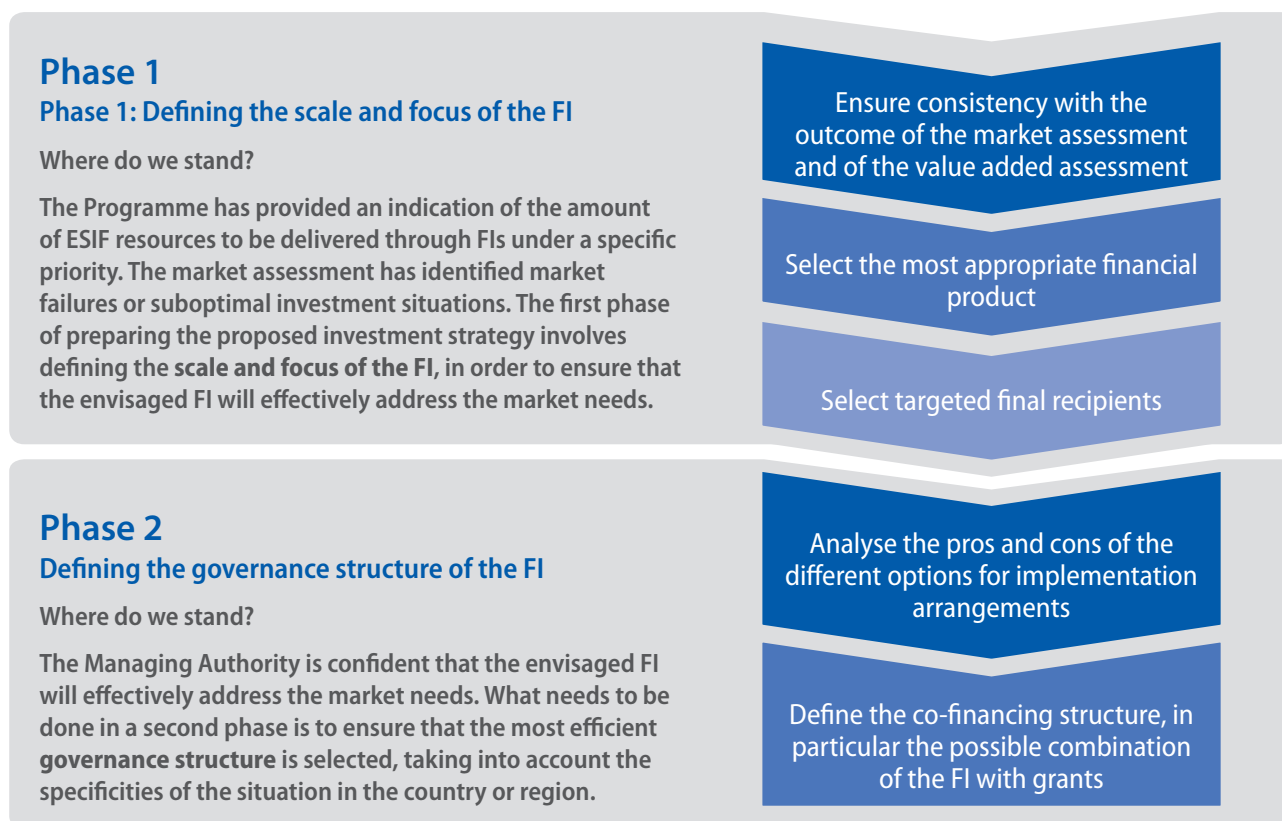 Phase 1
Phase 1: Defining the scale and focus of the FI
Where do we stand?
The Programme has provided an indication of the amount
of ESIF resources to be delivered through FIs under a specific
priority. The market assessment has identified market
failures or suboptimal investment situations. The first phase
of preparing the proposed investment strategy involves
defining the scale and focus of the FI, in order to ensure that
the envisaged FI will effectively address the market needs.
Ensure consistency with the
outcome of the market assessment
and of the value added assessment
Select the most appropriate financial
product
Select targeted final recipients
Phase 2
Defining the governance structure of the FI
Where do we stand?
The Managing Authority is confident that the envisaged FI
will effectively address the market needs. What needs to be
done in a second phase is to ensure that the most efficient
governance structure is selected, taking into account the
specificities of the situation in the country or region.
Analyse the pros and cons of the
different options for implementation
arrangements
Define the co-financing structure, in
particular the possible combination
of the FI with grants